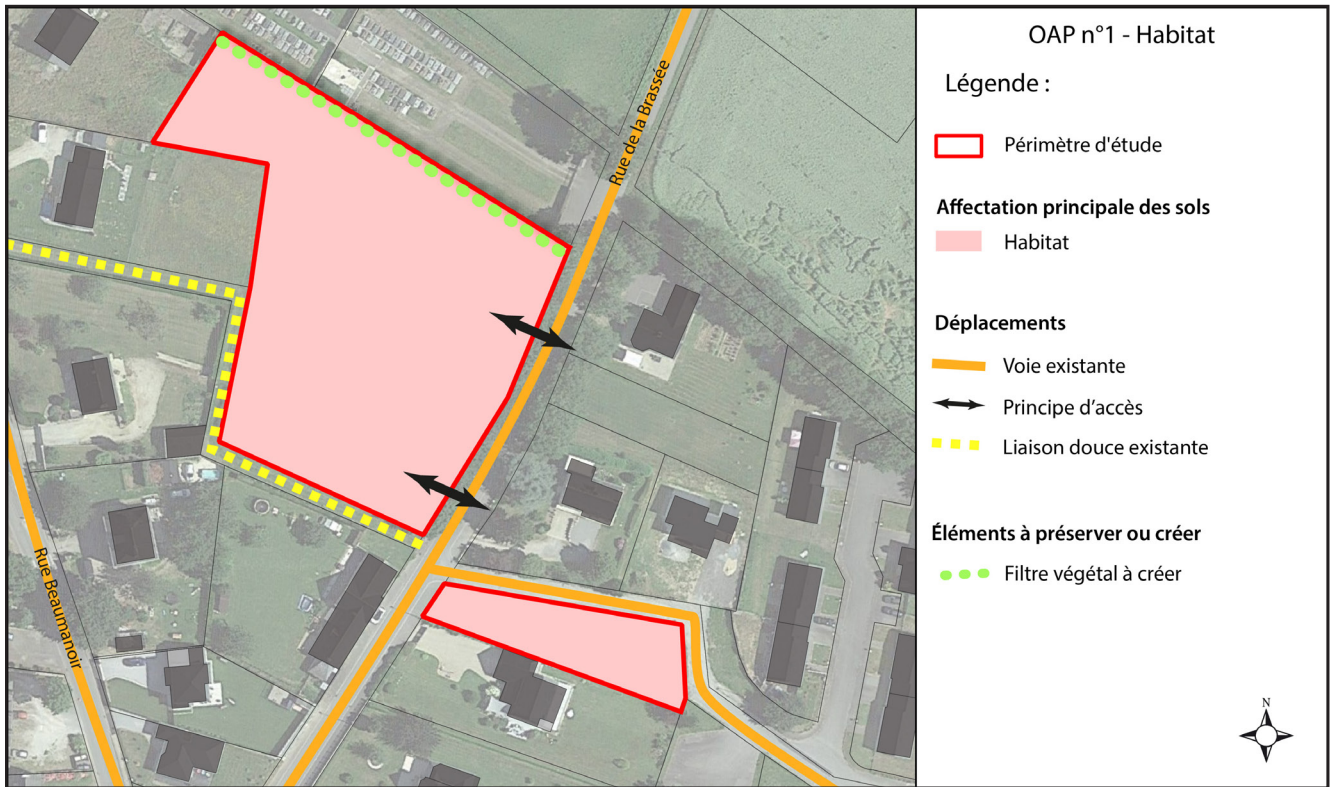 OAP n°1 - Habitat
Légende :
Périmètre d'étude
Affectation principale des sols
Habitat
Déplacements
Voie existante
Principe d’accès
Liaison douce existante
Éléments à préserver ou créer
Filtre végétal à créer
N
Rue de la Brassée
Rue Beaumanoir